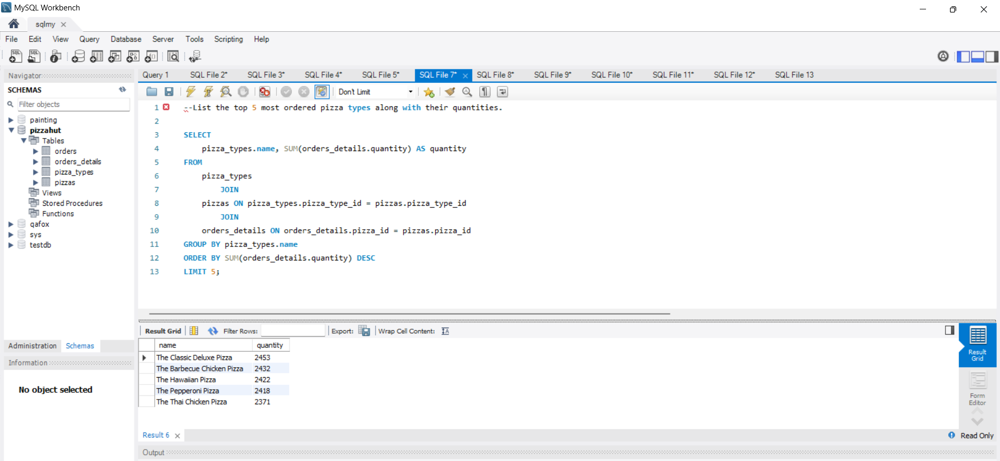 MySQL Workbench
sqlmy
File Edit View Query Database Server Tools Scripting Help
Navigator
Query 1 SQL File 2* SQL File 3* SQL File 4* SQL File 5* SQL File 7* SQL File 8* SQL File 9* SQL File 10* SQL File 11* SQL File 12* SQL File 13
SCHEMAS
Don't Limit
Filter objects
painting
pizzahut
Tables
orders
orders_details
pizza_types
pizzas
Views
Stored Procedures
Functions
qafox
sys
testdb
1 --List the top 5 most ordered pizza types along with their quantities.
2
3 SELECT
4 pizza_types.name, SUM(orders_details.quantity) AS quantity
5 FROM
6 pizza_types
7 JOIN
8 pizzas ON pizza_types.pizza_type_id = pizzas.pizza_type_id
9 JOIN
10 orders_details ON orders_details.pizza_id = pizzas.pizza_id
11 GROUP BY pizza_types.name
12 ORDER BY SUM(orders_details.quantity) DESC
13 LIMIT 5;
Administration Schemas
Information
No object selected
Result Grid Filter Rows: Export: Wrap Cell Content:
name quantity
The Classic Deluxe Pizza 2453
The Barbecue Chicken Pizza 2432
The Hawaiian Pizza 2422
The Pepperoni Pizza 2418
The Thai Chicken Pizza 2371
Result
Grid
Form
Editor
Result 6
Read Only
Output